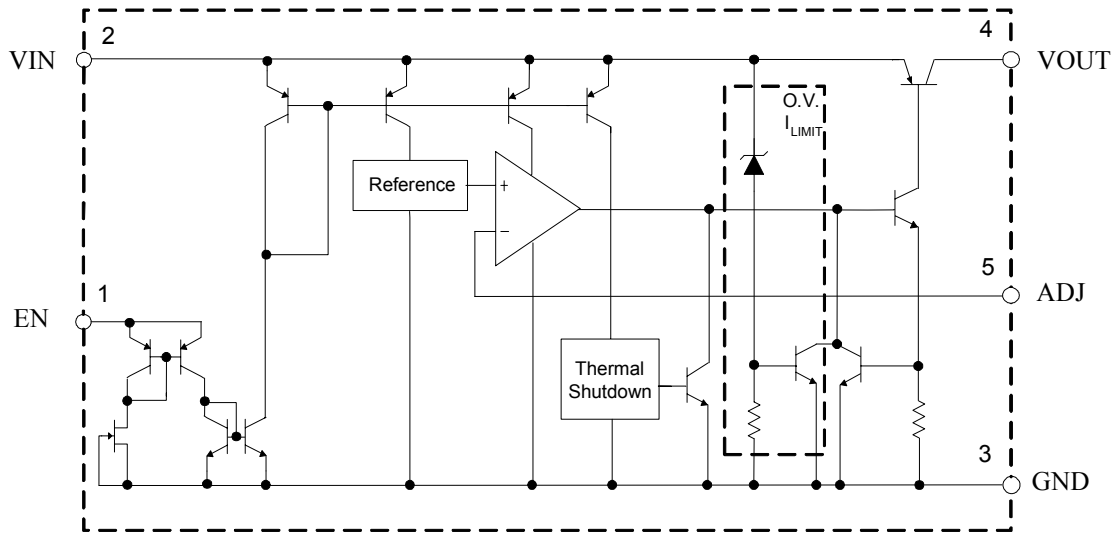 2
4
VIN
VOUT
O.V.
ILIMIT
Reference
+
−
5
ADJ
1
EN
Thermal
Shutdown
3
GND